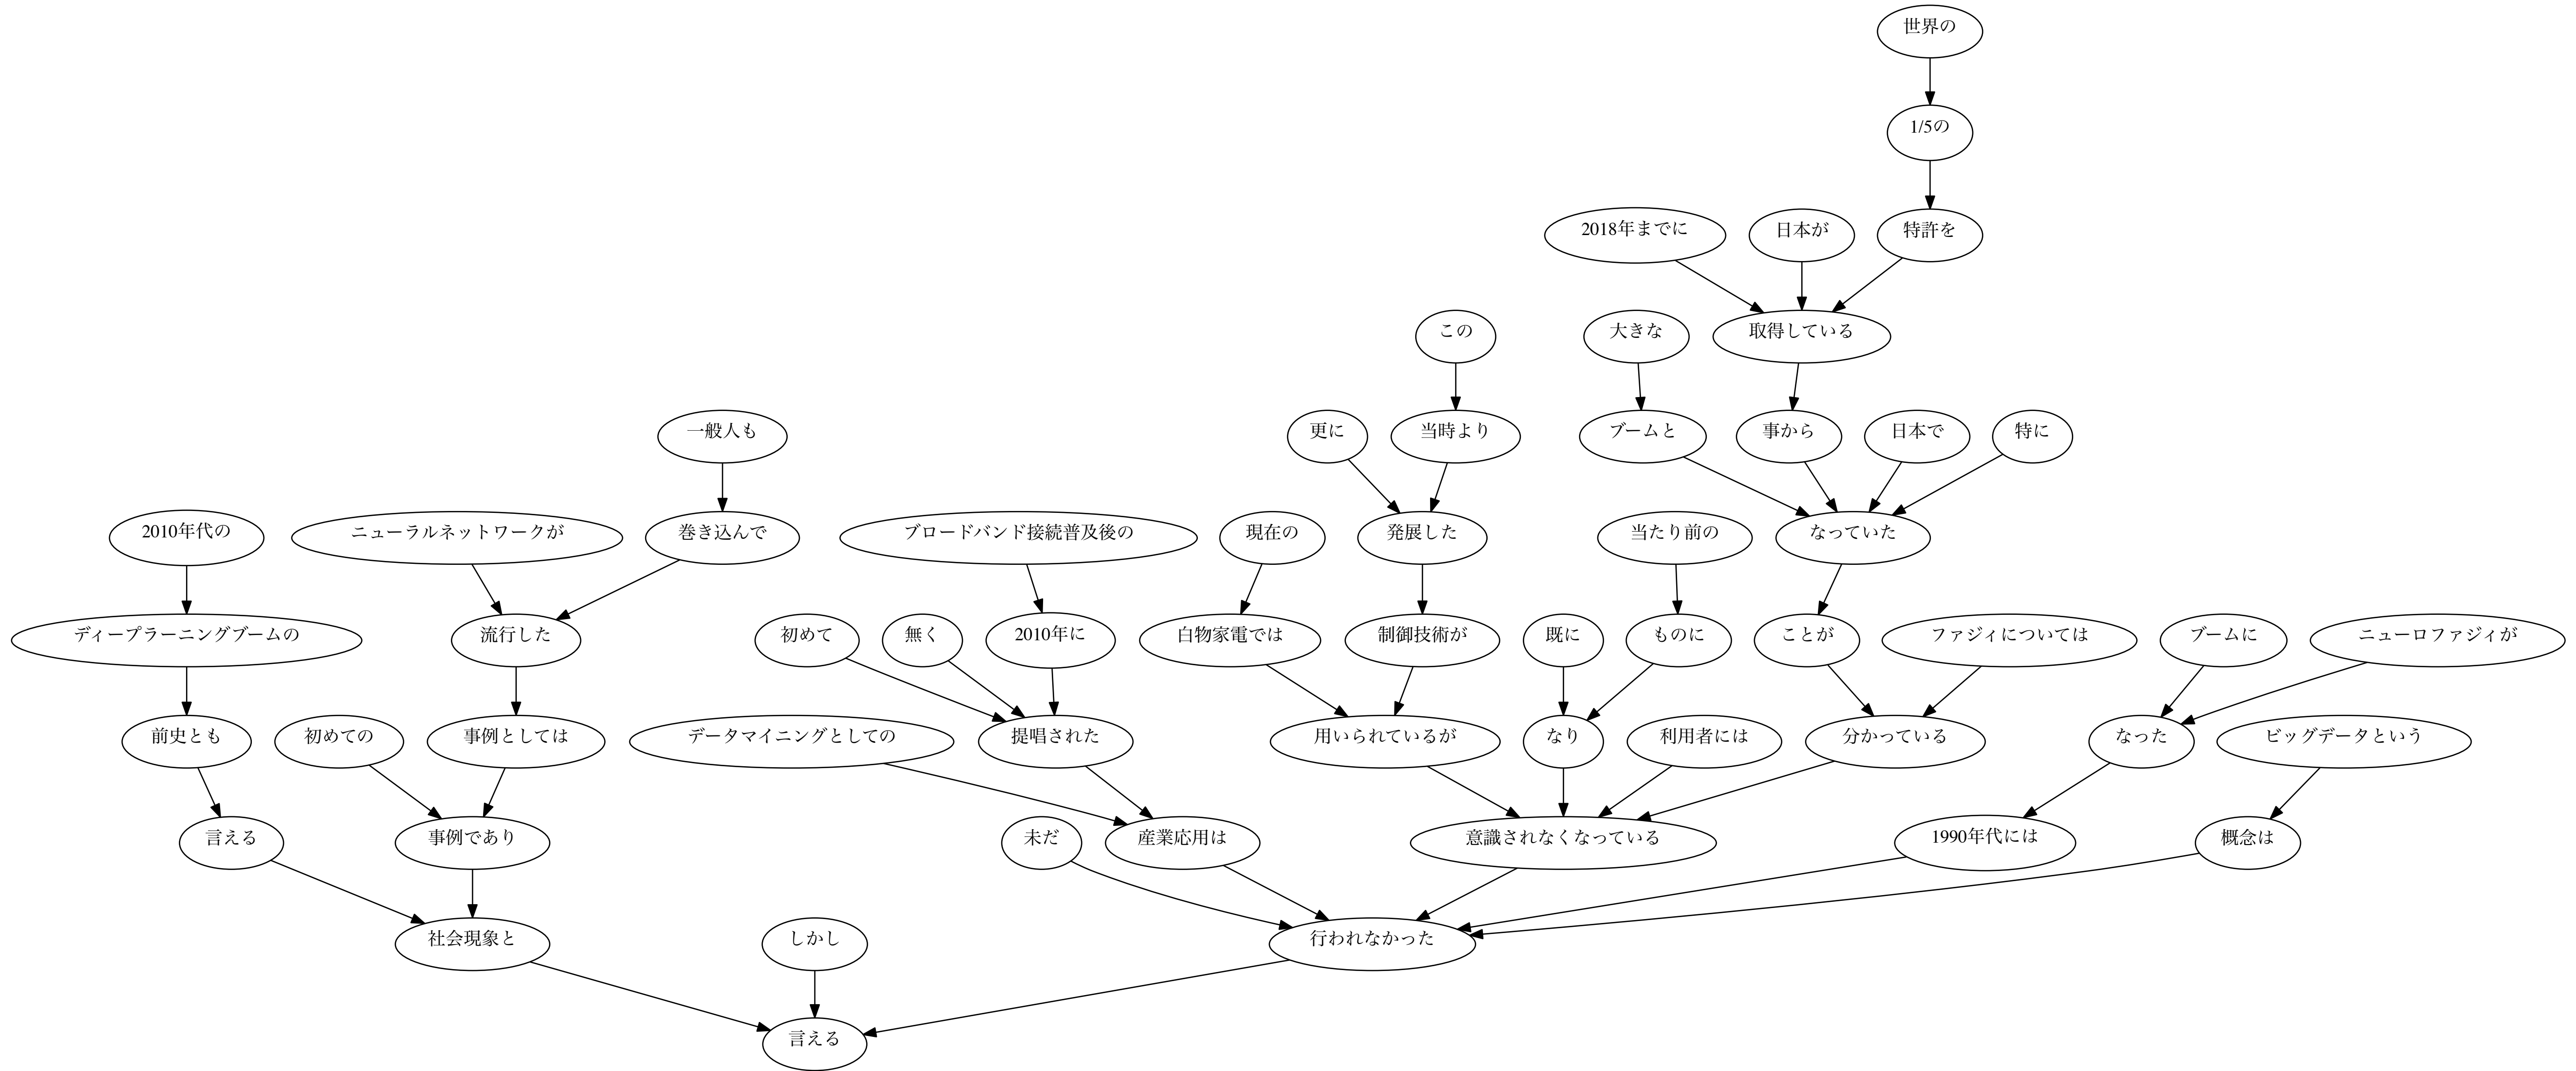 世界の
1/5の
2018年までに
日本が
特許を
この
大きな
取得している
一般人も
更に
当時より
ブームと
事から
日本で
特に
2010年代の
ニューラルネットワークが
巻き込んで
ブロードバンド接続普及後の
現在の
発展した
当たり前の
なっていた
ディープラーニングブームの
流行した
初めて
無く
2010年に
白物家電では
制御技術が
既に
ものに
ことが
ファジィについては
ブームに
ニューロファジィが
前史とも
初めての
事例としては
データマイニングとしての
提唱された
用いられているが
なり
利用者には
分かっている
なった
ビッグデータという
言える
事例であり
未だ
産業応用は
意識されなくなっている
1990年代には
概念は
社会現象と
しかし
行われなかった
言える